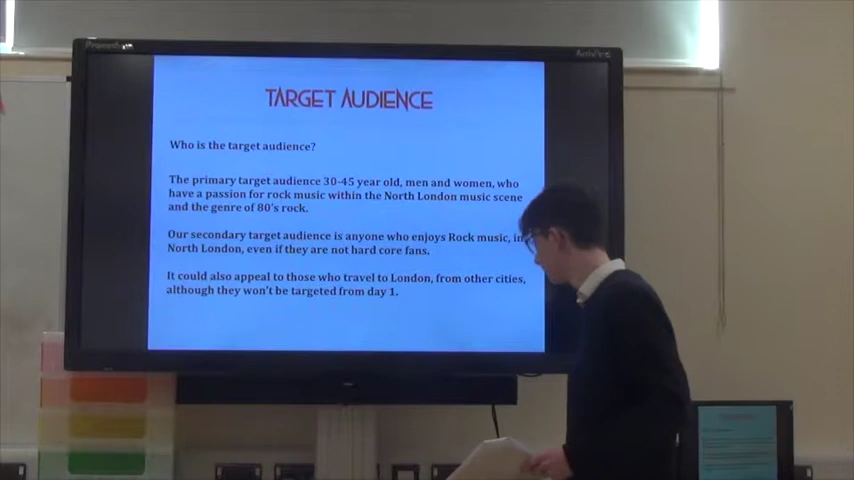 TARGET AUDIENCE
Who is the target audience?
The primary target audience 30-45 year old, men and women, who
have a passion for rock music within the North London music scene
and the genre of 80's rock.
Our secondary target audience is anyone who enjoys Rock music, in
North London, even if they are not hard core fans.
It could also appeal to those who travel to London, from other cities,
although they won't be targeted from day 1.